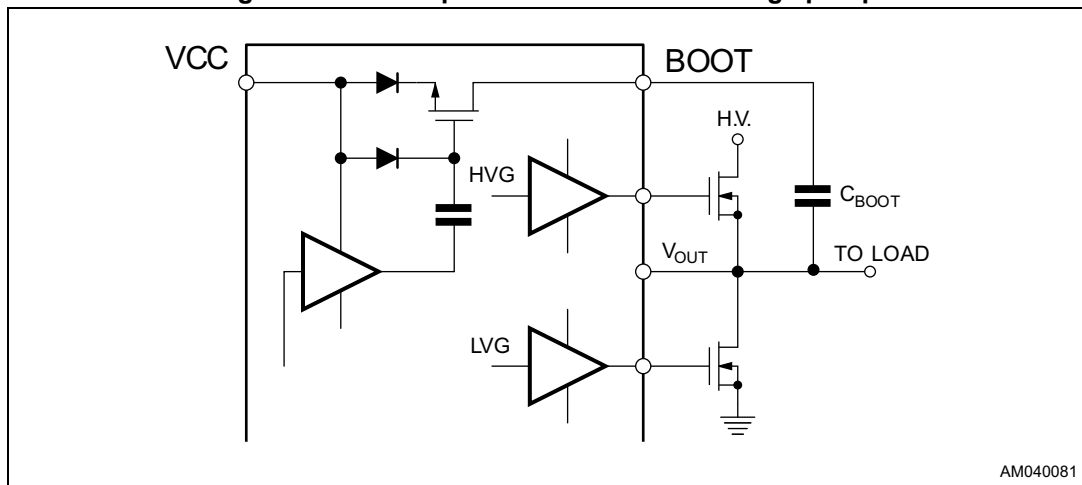 VCC
BOOT
H.V.
HVG
C_BOOT
V_OUT
TO LOAD
LVG
AM040081